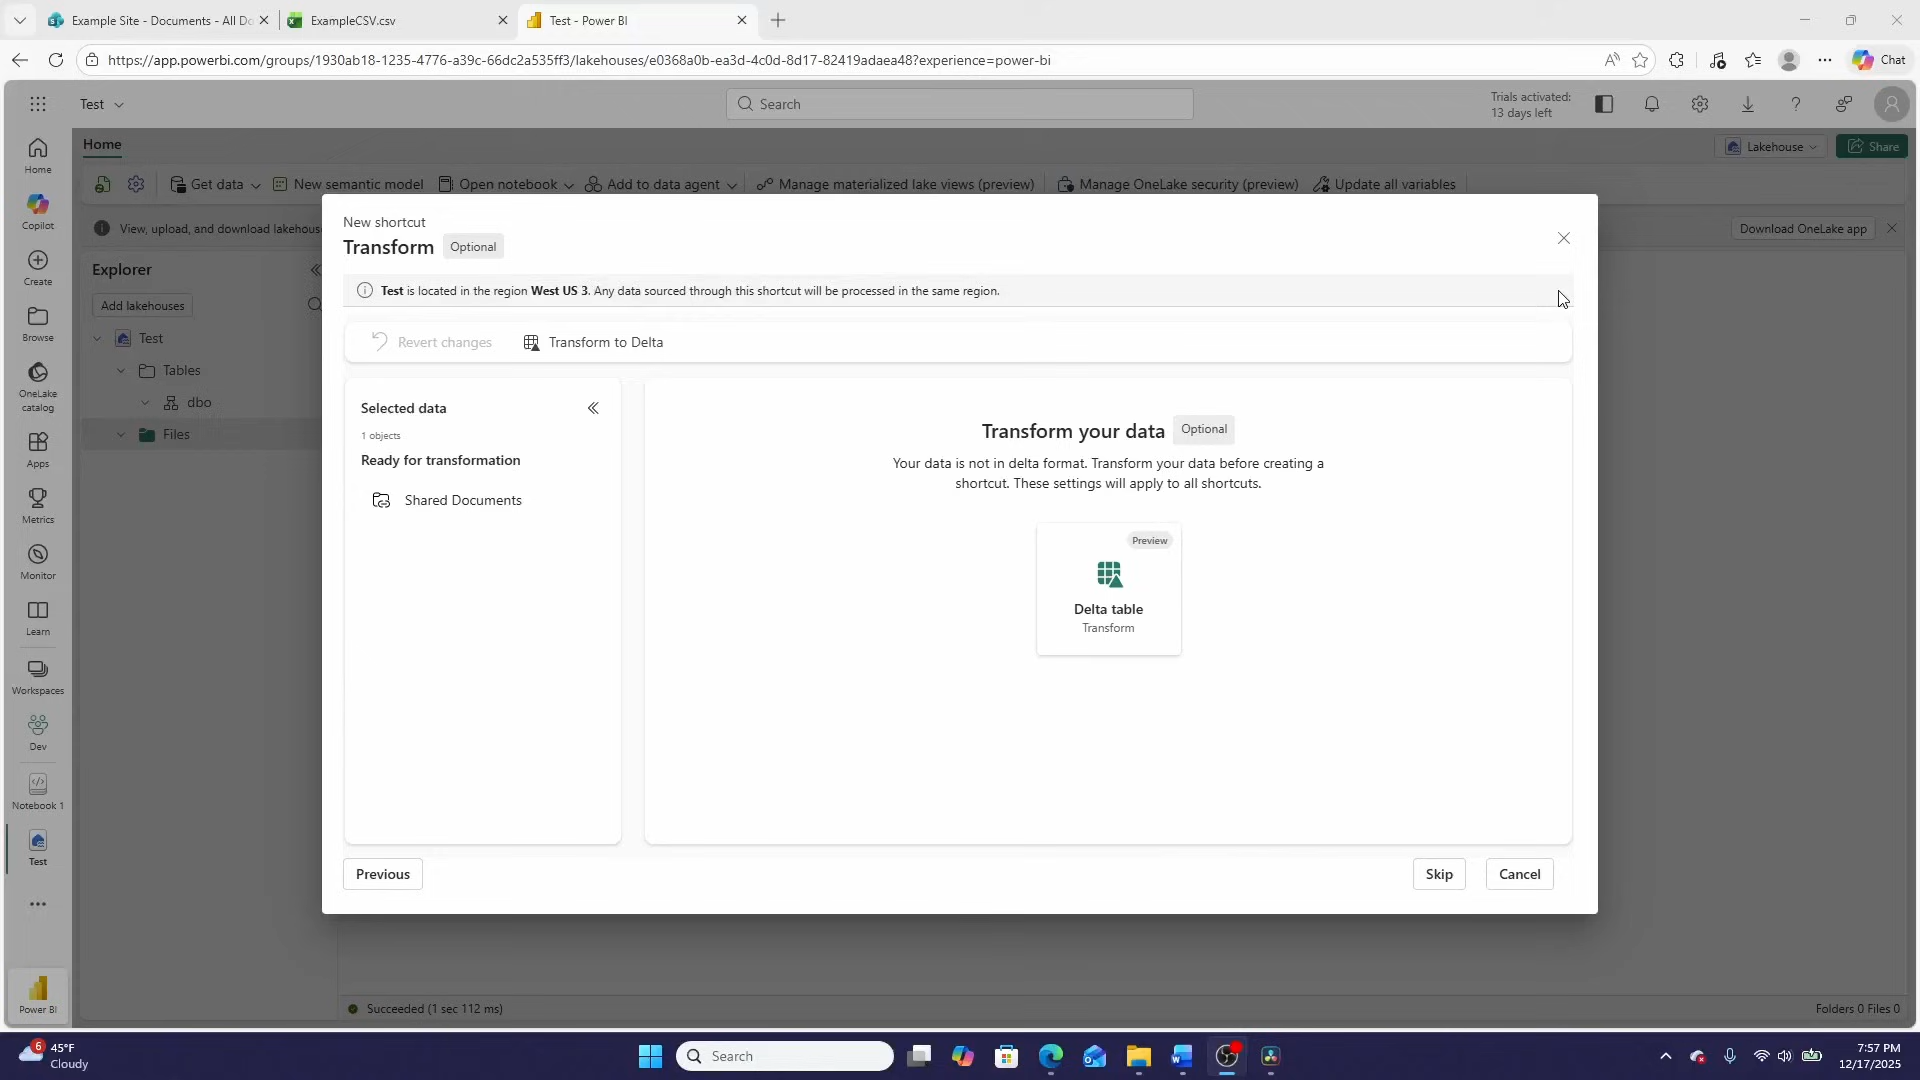 Example Site - Documents - All Do
ExampleCSV.csv
Test - Power BI
https://app.powerbi.com/groups/1930ab18-1235-4776-a39c-66dc2a535ff3/lakehouses/e0368a0b-ea3d-4c0d-8d17-82419adaea48?experience=power-bi
Chat
Test
Search
Trials activated:
13 days left
Home
Lakehouse
Share
Get data
New semantic model
Open notebook
Add to data agent
Manage materialized lake views (preview)
Manage OneLake security (preview)
Update all variables
View, upload, and download lakehous
Download OneLake app
Home
Copilot
Create
Browse
OneLake
catalog
Apps
Metrics
Monitor
Learn
Workspaces
Dev
Notebook 1
Test
Power BI
Explorer
Add lakehouses
Test
Tables
dbo
Files
New shortcut
Transform
Optional
Test is located in the region West US 3. Any data sourced through this shortcut will be processed in the same region.
Revert changes
Transform to Delta
Selected data
1 objects
Ready for transformation
Shared Documents
Transform your data
Optional
Your data is not in delta format. Transform your data before creating a
shortcut. These settings will apply to all shortcuts.
Preview
Delta table
Transform
Previous
Skip
Cancel
Succeeded (1 sec 112 ms)
Folders 0 Files 0
6
45°F
Cloudy
Search
7:57 PM
12/17/2025